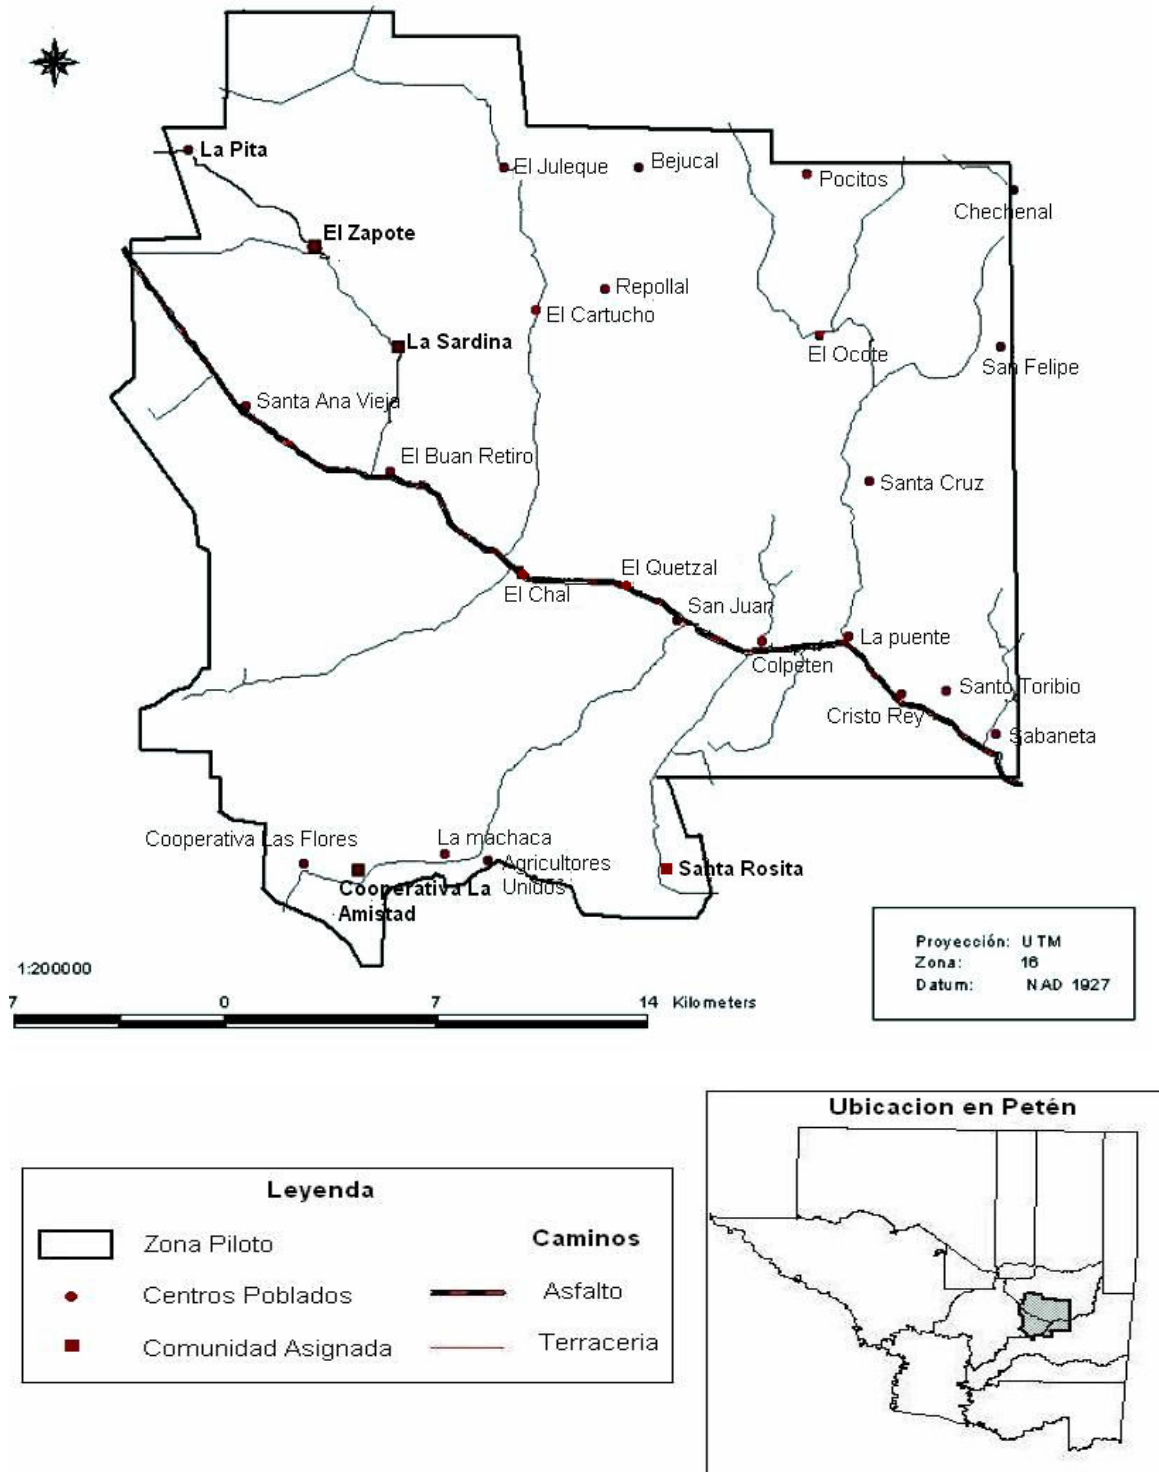 La Pita
El Juleque
Bejucal
Pocitos
Chechenal
El Zapote
Repollal
El Cartucho
La Sardina
El Ocote
San Felipe
Santa Ana Vieja
El Buan Retiro
Santa Cruz
El Quetzal
El Chal
San Juan
La puente
Colpeten
Santo Toribio
Cristo Rey
Sabaneta
Cooperativa Las Flores
La machaca
Agricultores
Unidos
Santa Rosita
Cooperativa La
Amistad
Proyección: UTM
Zona: 16
Datum: NAD 1927
1:200000
7 0 7 14 Kilometers
Ubicacion en Petén
Leyenda
Zona Piloto
Caminos
Centros Poblados
Asfalto
Comunidad Asignada
Terraceria